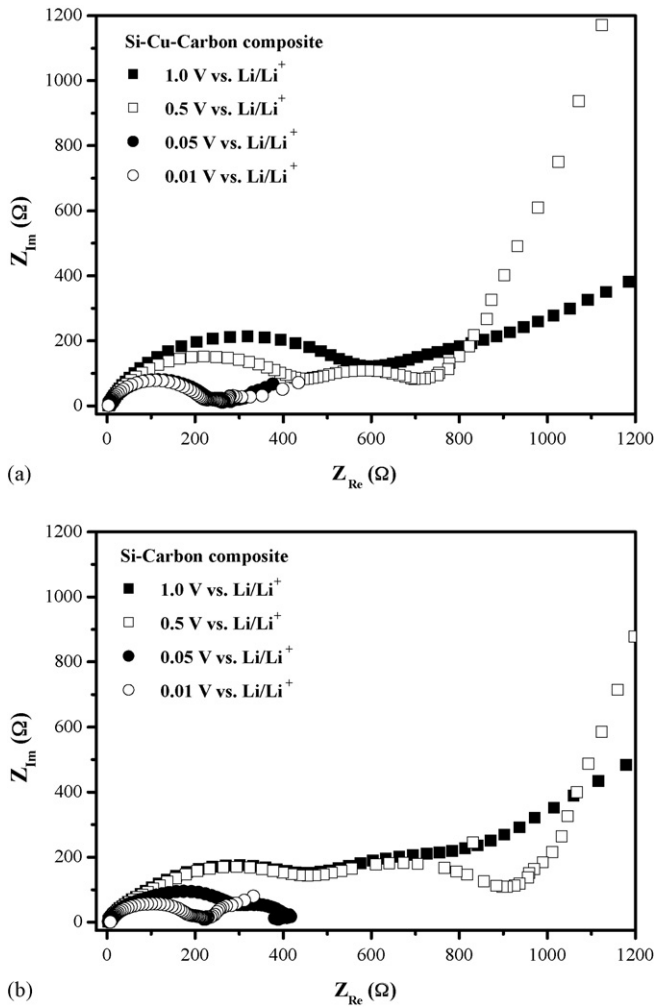 1200
Si-Cu-Carbon composite
1.0 V vs. Li/Li+
0.5 V vs. Li/Li+
0.05 V vs. Li/Li+
0.01 V vs. Li/Li+
1000
800
600
400
200
0
Z_Im (Ω)
0 200 400 600 800 1000 1200
(a) Z_Re (Ω)
1200
Si-Carbon composite
1.0 V vs. Li/Li+
0.5 V vs. Li/Li+
0.05 V vs. Li/Li+
0.01 V vs. Li/Li+
1000
800
600
400
200
0
Z_Im (Ω)
0 200 400 600 800 1000 1200
(b) Z_Re (Ω)